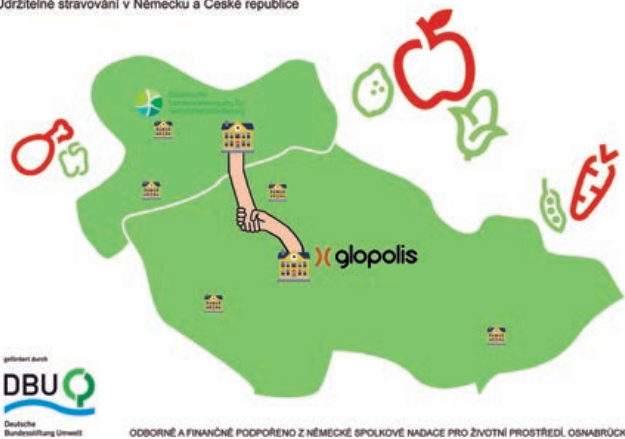 Udržitelné stravování v Německu a České republice
glopolis
gefördert durch
DBU
Deutsche
Bundesstiftung Umwelt
ODBORNĚ A FINANČNĚ PODPOŘENO Z NĚMECKÉ SPOLKOVÉ NADACE PRO ŽIVOTNÍ PROSTŘEDÍ, OSNABRÜCK